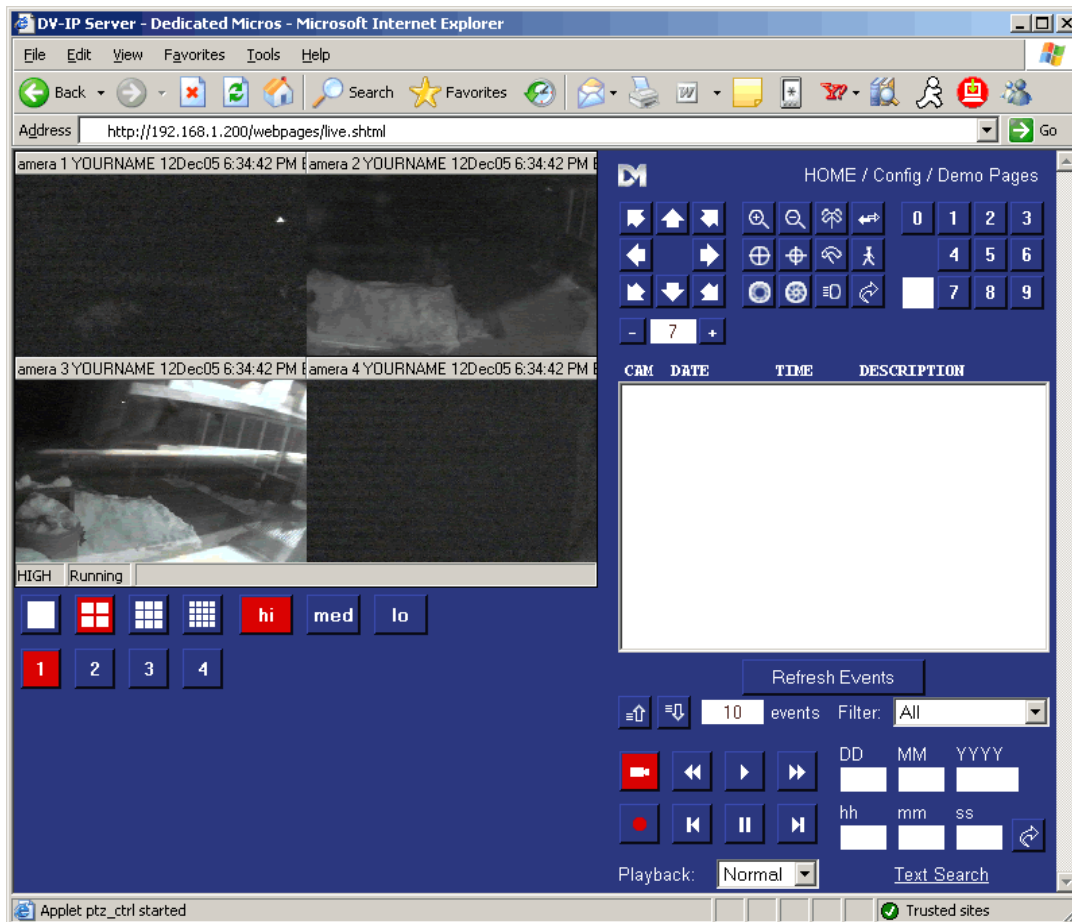 DV-IP Server - Dedicated Micros - Microsoft Internet Explorer
File Edit View Favorites Tools Help
Back Search Favorites W
Address http://192.168.1.200/webpages/live.shtml Go
amera 1 YOURNAME 12Dec05 6:34:42 PM
amera 2 YOURNAME 12Dec05 6:34:42 PM
amera 3 YOURNAME 12Dec05 6:34:42 PM
amera 4 YOURNAME 12Dec05 6:34:42 PM
HIGH Running
hi med lo
1 2 3 4
DM HOME / Config / Demo Pages
0 1 2 3
4 5 6
7 8 9
- 7 +
CAM DATE TIME DESCRIPTION
Refresh Events
10 events Filter: All
DD MM YYYY
hh mm ss
Playback: Normal Text Search
Applet ptz_ctrl started Trusted sites